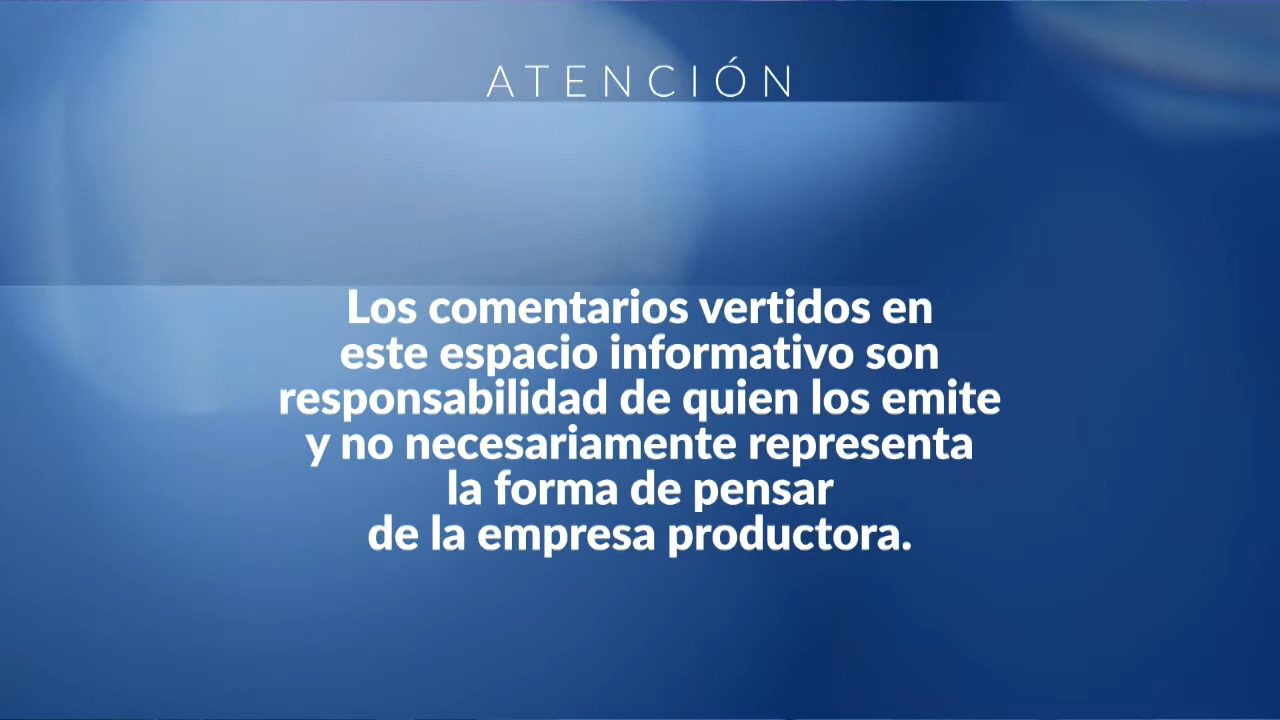 ATENCIÓN
Los comentarios vertidos en
este espacio informativo son
responsabilidad de quien los emite
y no necesariamente representa
la forma de pensar
de la empresa productora.